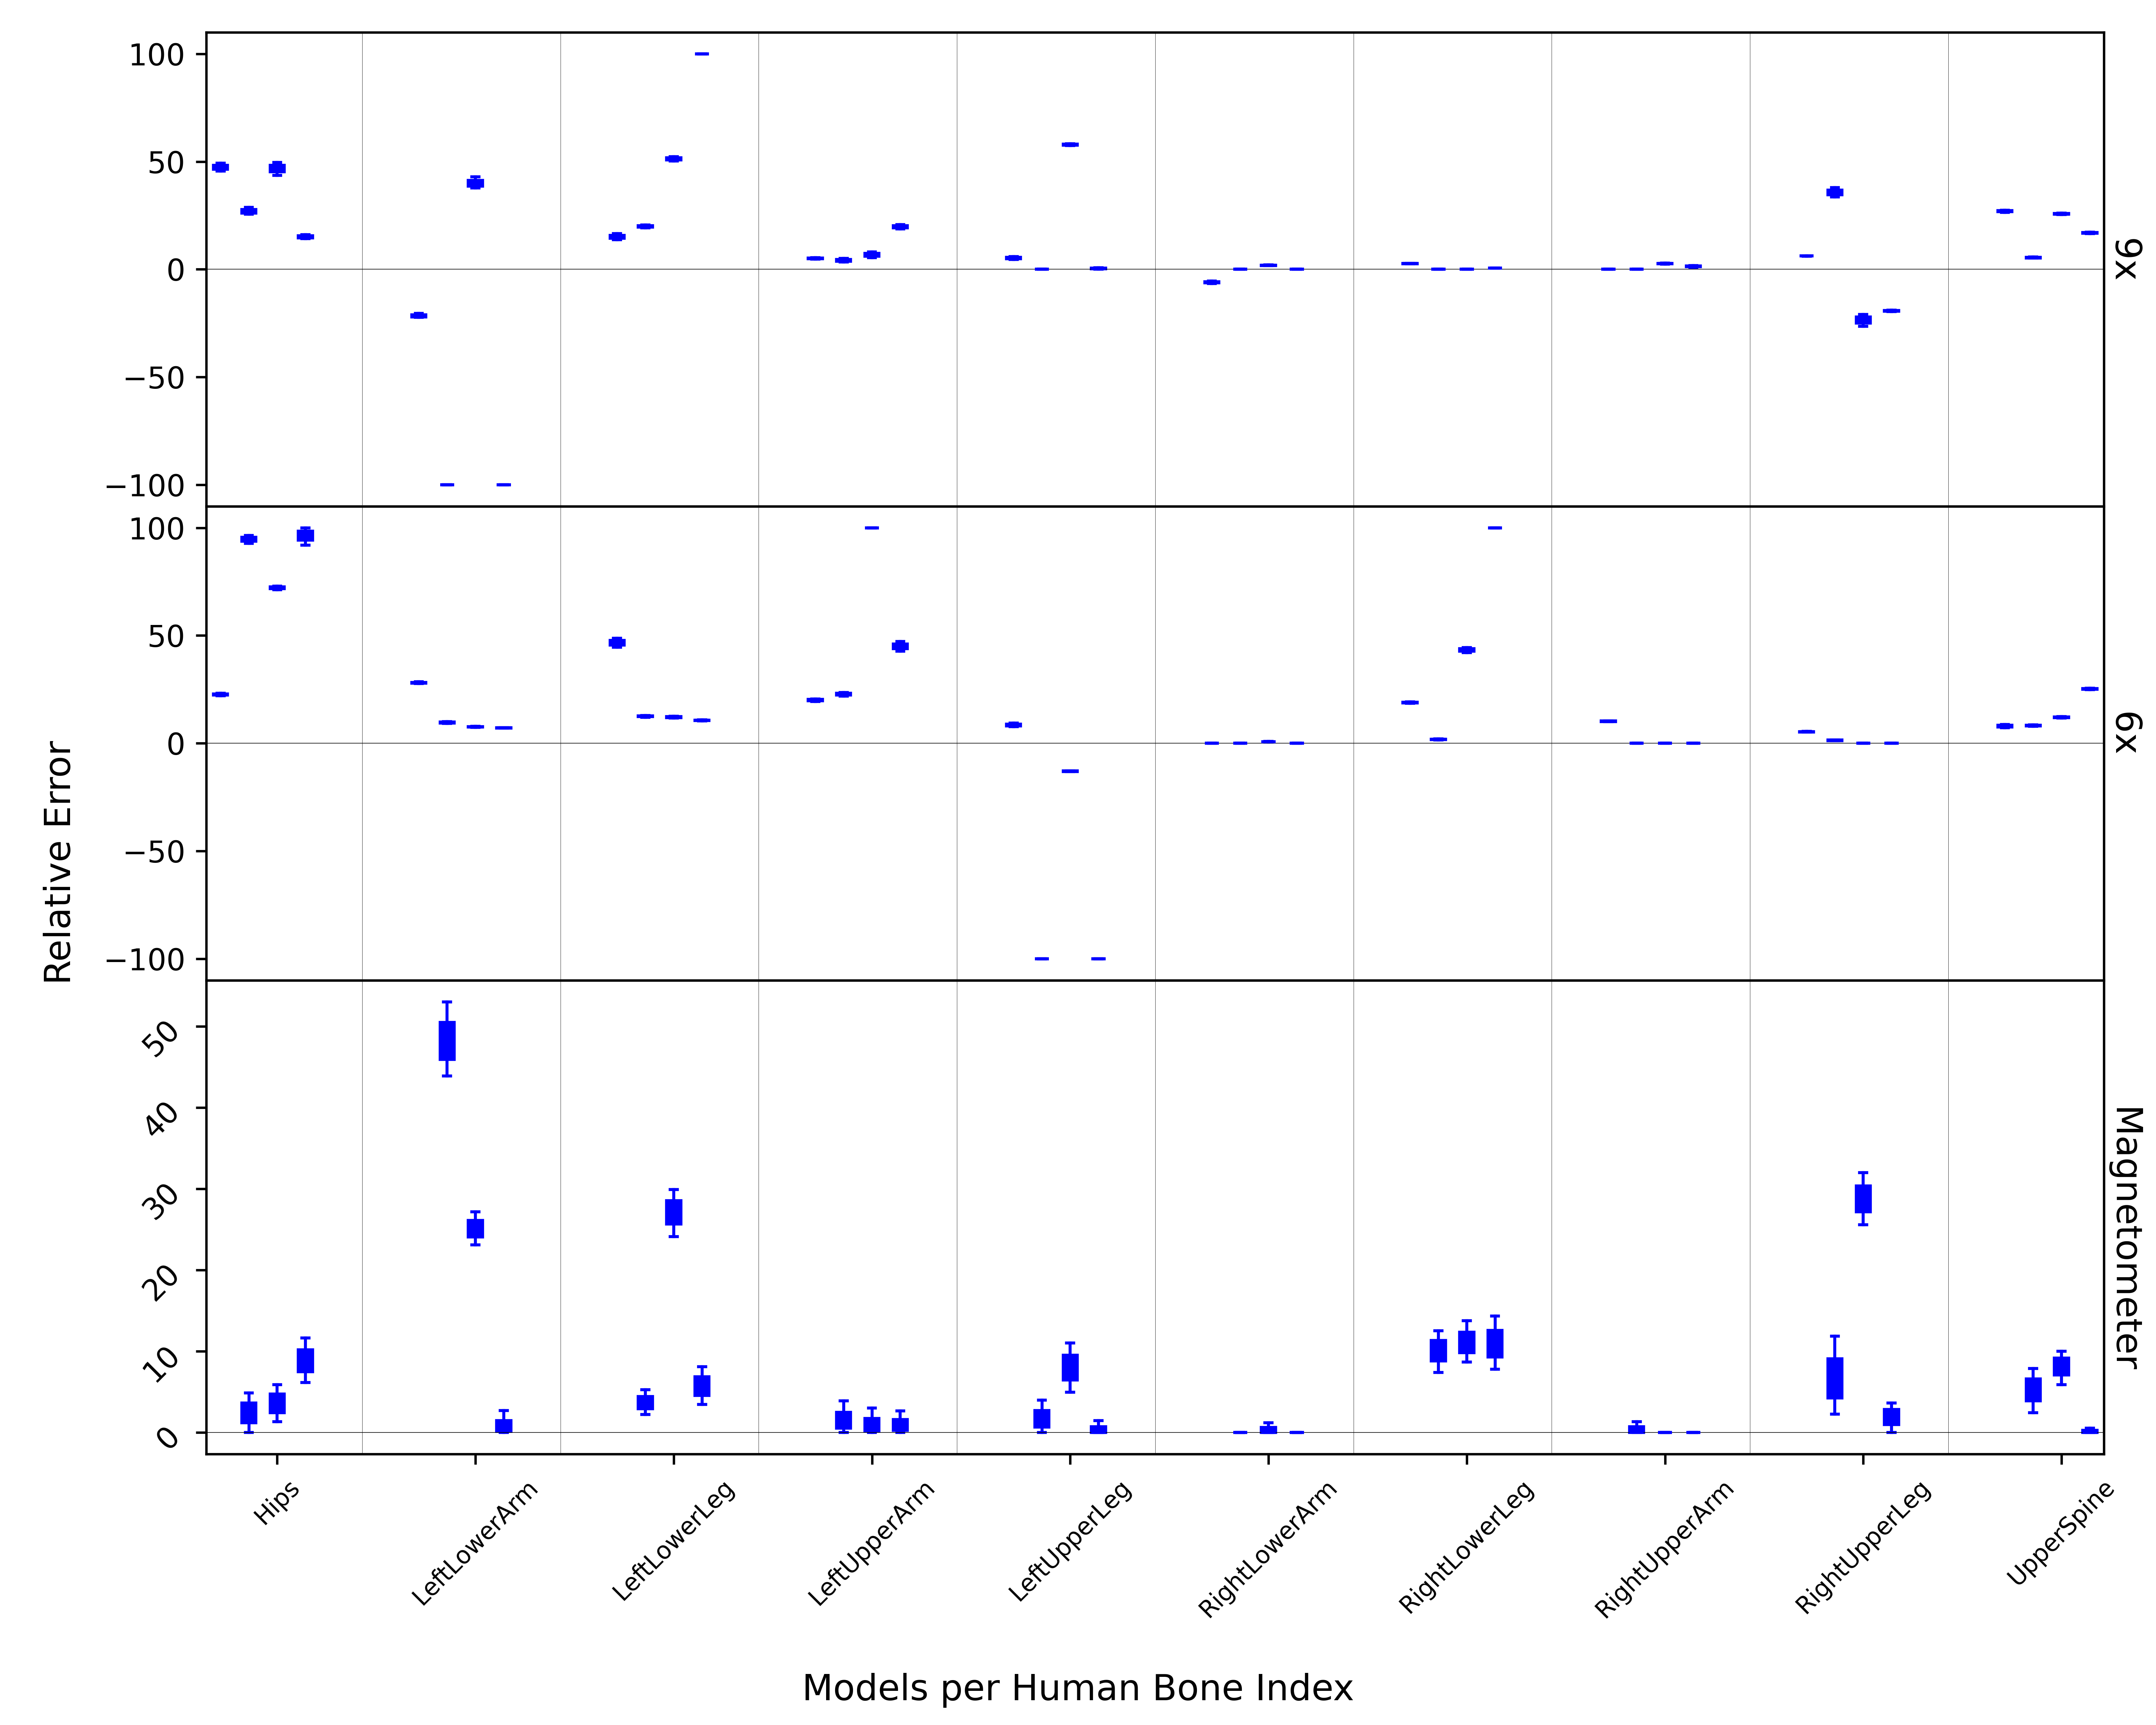 100
50
0
−50
−100
9x
100
50
0
−50
−100
6x
Relative Error
50
40
30
20
10
0
Magnetometer
Hips
LeftLowerArm
LeftLowerLeg
LeftUpperArm
LeftUpperLeg
RightLowerArm
RightLowerLeg
RightUpperArm
RightUpperLeg
UpperSpine
Models per Human Bone Index